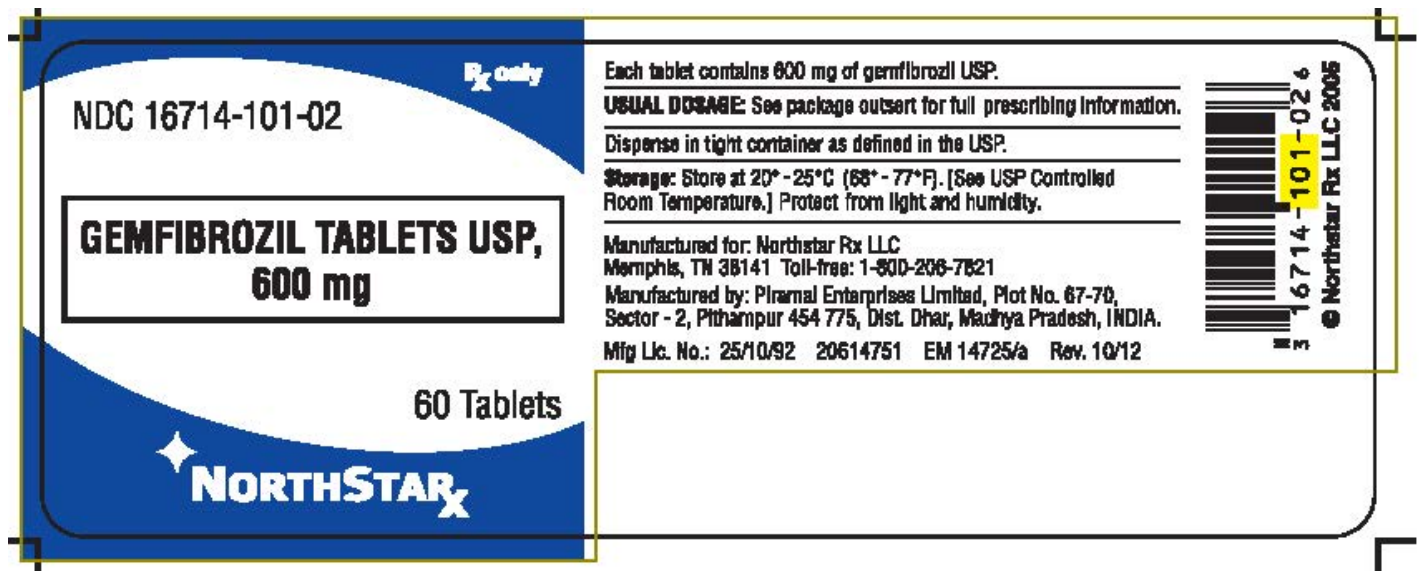 Rx only
NDC 16714-101-02
GEMFIBROZIL TABLETS USP,
600 mg
60 Tablets
NORTHSTARx
Each tablet contains 600 mg of gemfibrozil USP.
USUAL DOSAGE: See package outsert for full prescribing information.
Dispense in tight container as defined in the USP.
Storage: Store at 20°-25°C (68°-77°F). [See USP Controlled
Room Temperature.] Protect from light and humidity.
Manufactured for: Northstar Rx LLC
Memphis, TN 38141 Toll-free: 1-800-206-7821
Manufactured by: Piramal Enterprises Limited, Plot No. 67-70,
Sector - 2, Pithampur 454 775, Dist. Dhar, Madhya Pradesh, INDIA.
Mfg Lic. No.: 25/10/92 20614751 EM 14725/a Rev. 10/12
3 16714-101-02 6
© Northstar Rx LLC 2005